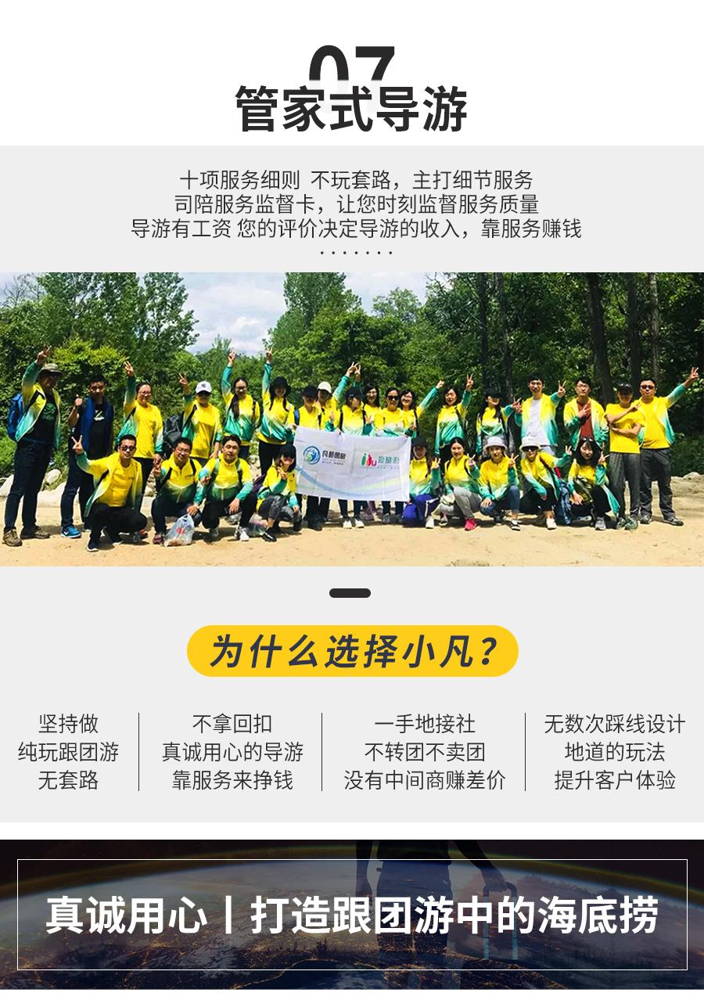 07
管家式导游
十项服务细则 不玩套路，主打细节服务
司陪服务监督卡，让您时刻监督服务质量
导游有工资 您的评价决定导游的收入，靠服务赚钱
·······
为什么选择小凡？
坚持做
纯玩跟团游
无套路
不拿回扣
真诚用心的导游
靠服务来挣钱
一手地接社
不转团不卖团
没有中间商赚差价
无数次踩线设计
地道的玩法
提升客户体验
真诚用心丨打造跟团游中的海底捞